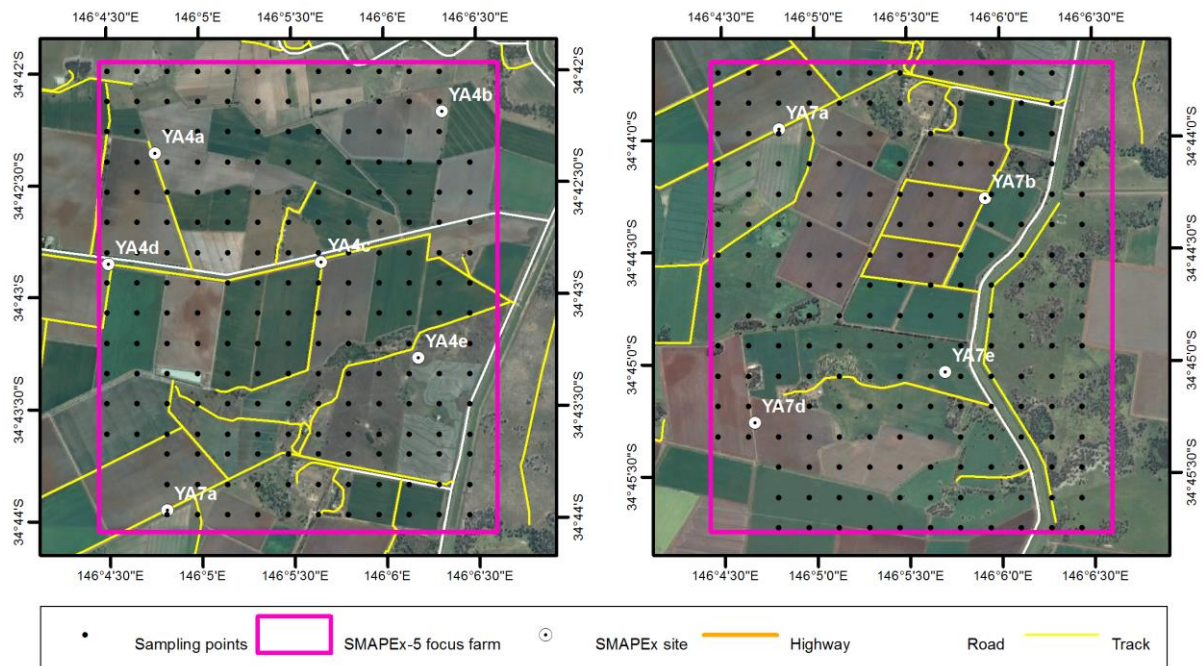 146°4'30"E 146°5'0"E 146°5'30"E 146°6'0"E 146°6'30"E
146°4'30"E 146°5'0"E 146°5'30"E 146°6'0"E 146°6'30"E
34°42'S
34°42'30"S
34°43'S
34°43'30"S
34°44'S
YA4a
YA4b
YA4d
YA4c
YA4e
YA7a
34°42'S
34°42'30"S
34°43'S
34°43'30"S
34°44'S
34°44'0"S
34°44'30"S
34°45'0"S
34°45'30"S
YA7a
YA7b
YA7e
YA7d
34°44'0"S
34°44'30"S
34°45'0"S
34°45'30"S
146°4'30"E 146°5'E 146°5'30"E 146°6'E 146°6'30"E
146°4'30"E 146°5'0"E 146°5'30"E 146°6'0"E 146°6'30"E
Sampling points SMAPEx-5 focus farm SMAPEx site Highway Road Track